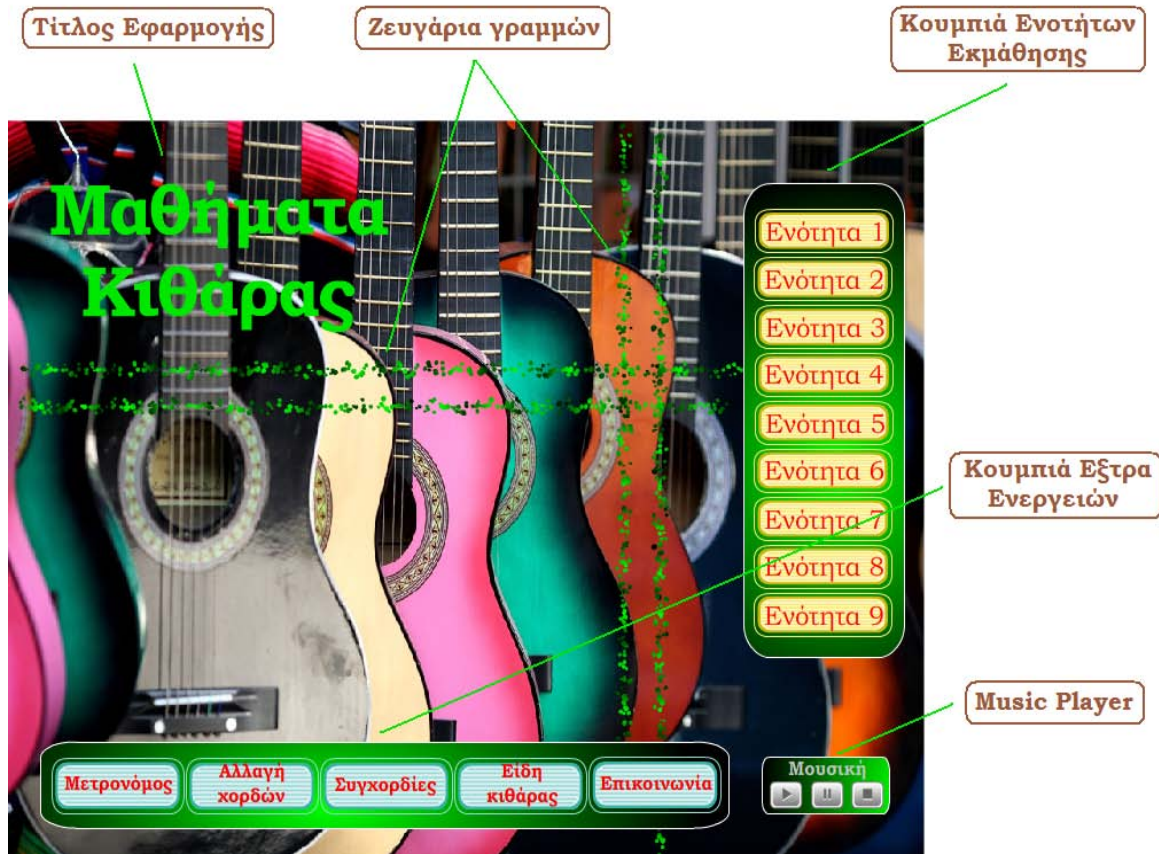 Τίτλος Εφαρμογής
Ζευγάρια γραμμών
Κουμπιά Ενοτήτων
Εκμάθησης
Μαθήματα
Κιθάρας
Ενότητα 1
Ενότητα 2
Ενότητα 3
Ενότητα 4
Ενότητα 5
Ενότητα 6
Ενότητα 7
Ενότητα 8
Ενότητα 9
Κουμπιά Εξτρα
Ενεργειών
Music Player
Μετρονόμος
Αλλαγή
χορδών
Συγχορδίες
Είδη
κιθάρας
Επικοινωνία
Μουσική